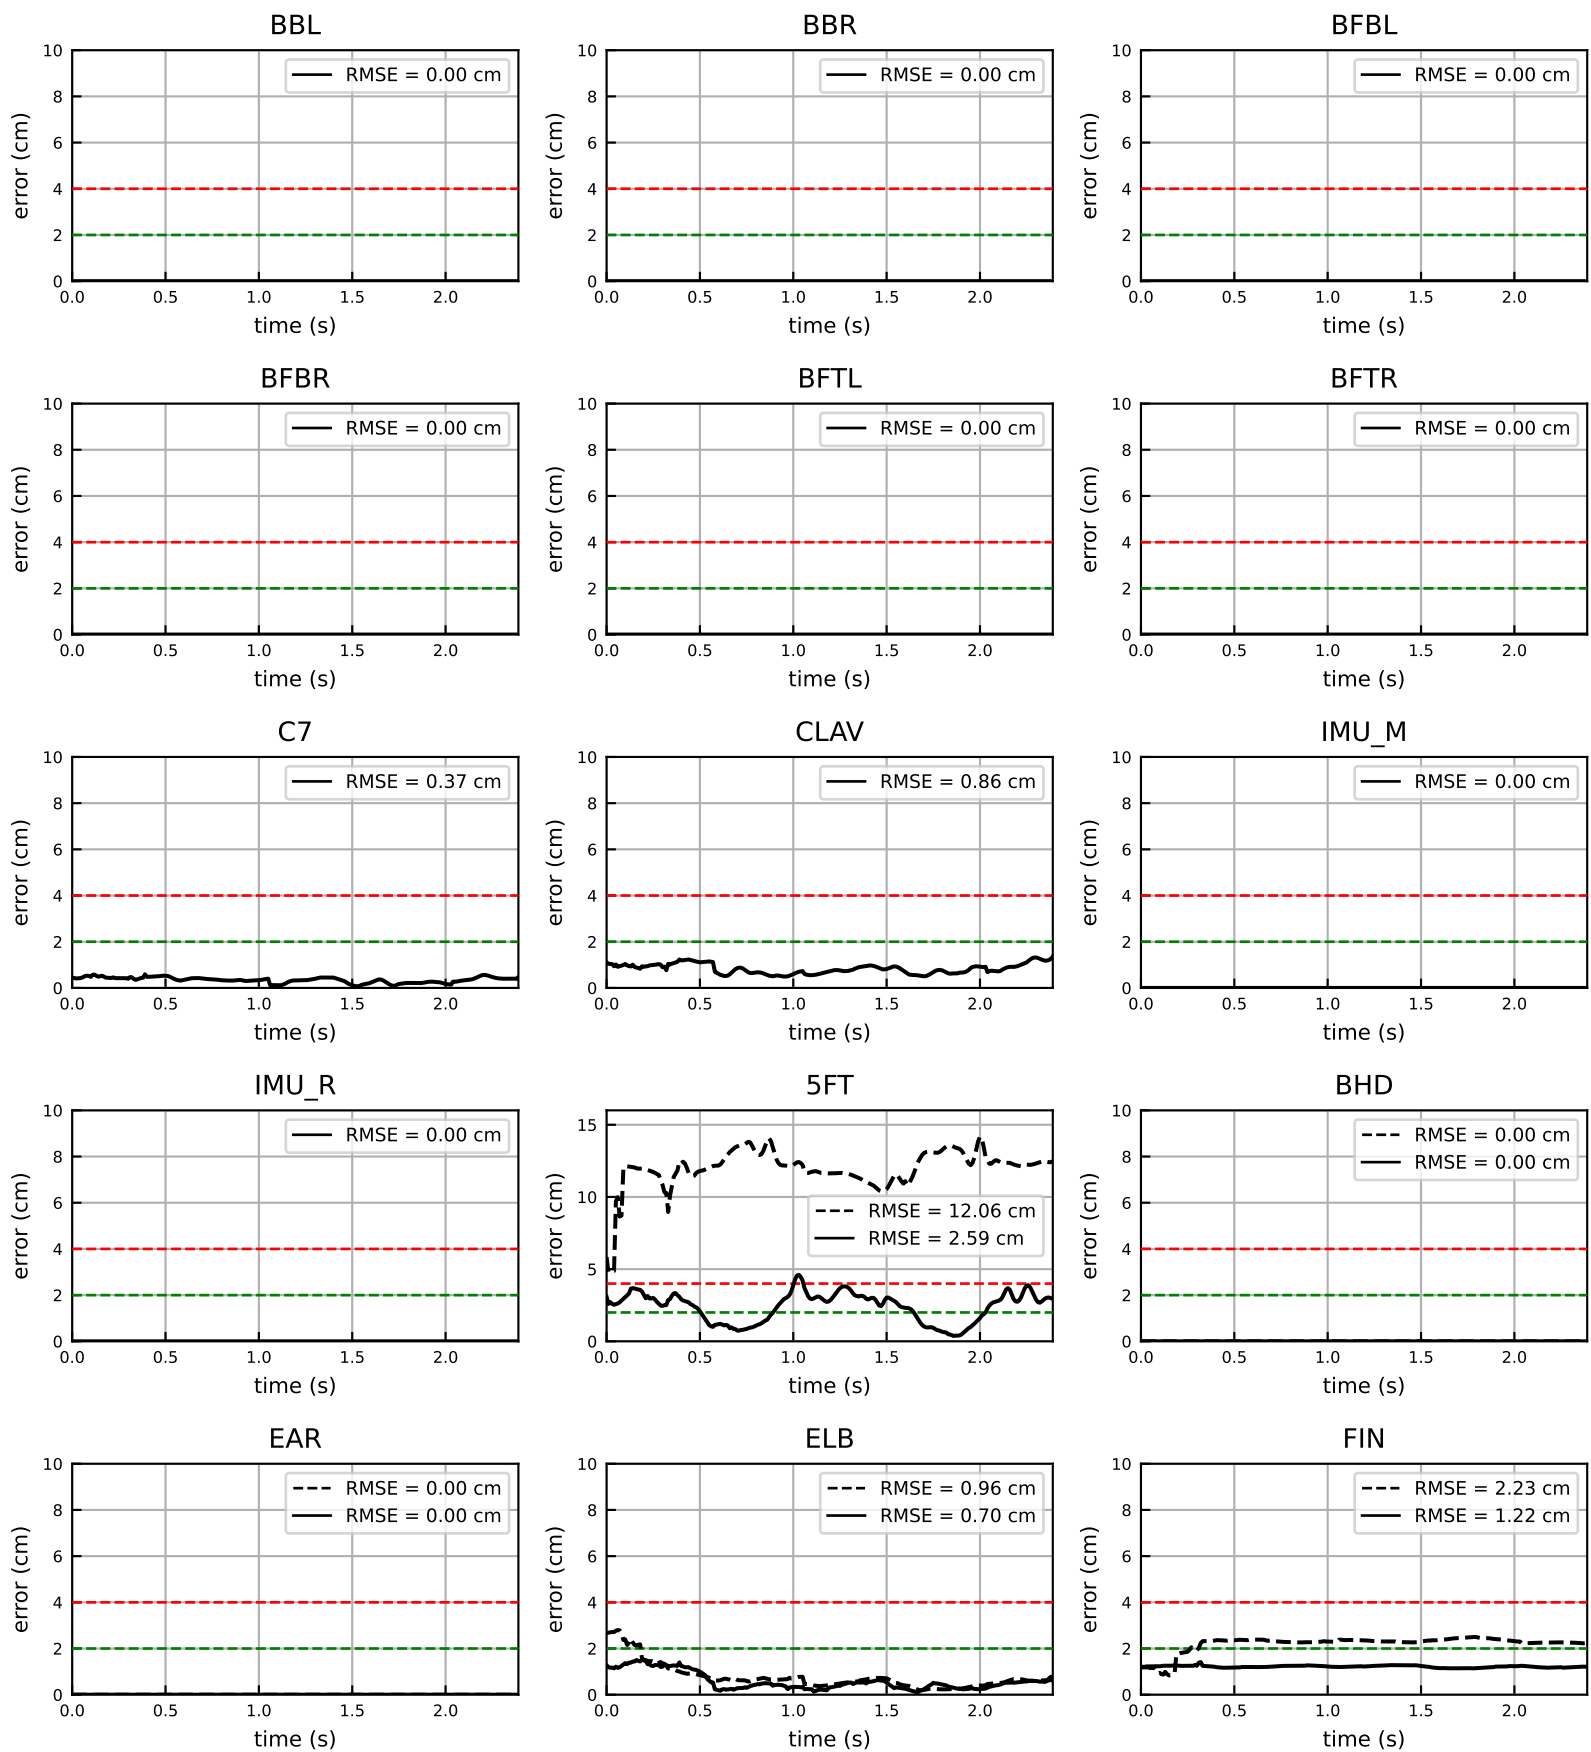 BBL
BBR
BFBL
10
8
6
4
2
0
error (cm)
RMSE = 0.00 cm
0.0 0.5 1.0 1.5 2.0
time (s)
10
8
6
4
2
0
error (cm)
RMSE = 0.00 cm
0.0 0.5 1.0 1.5 2.0
time (s)
10
8
6
4
2
0
error (cm)
RMSE = 0.00 cm
0.0 0.5 1.0 1.5 2.0
time (s)
BFBR
BFTL
BFTR
10
8
6
4
2
0
error (cm)
RMSE = 0.00 cm
0.0 0.5 1.0 1.5 2.0
time (s)
10
8
6
4
2
0
error (cm)
RMSE = 0.00 cm
0.0 0.5 1.0 1.5 2.0
time (s)
10
8
6
4
2
0
error (cm)
RMSE = 0.00 cm
0.0 0.5 1.0 1.5 2.0
time (s)
C7
CLAV
IMU_M
10
8
6
4
2
0
error (cm)
RMSE = 0.37 cm
0.0 0.5 1.0 1.5 2.0
time (s)
10
8
6
4
2
0
error (cm)
RMSE = 0.86 cm
0.0 0.5 1.0 1.5 2.0
time (s)
10
8
6
4
2
0
error (cm)
RMSE = 0.00 cm
0.0 0.5 1.0 1.5 2.0
time (s)
IMU_R
5FT
BHD
10
8
6
4
2
0
error (cm)
RMSE = 0.00 cm
0.0 0.5 1.0 1.5 2.0
time (s)
15
10
5
0
error (cm)
RMSE = 12.06 cm
RMSE = 2.59 cm
0.0 0.5 1.0 1.5 2.0
time (s)
10
8
6
4
2
0
error (cm)
RMSE = 0.00 cm
RMSE = 0.00 cm
0.0 0.5 1.0 1.5 2.0
time (s)
EAR
ELB
FIN
10
8
6
4
2
0
error (cm)
RMSE = 0.00 cm
RMSE = 0.00 cm
0.0 0.5 1.0 1.5 2.0
time (s)
10
8
6
4
2
0
error (cm)
RMSE = 0.96 cm
RMSE = 0.70 cm
0.0 0.5 1.0 1.5 2.0
time (s)
10
8
6
4
2
0
error (cm)
RMSE = 2.23 cm
RMSE = 1.22 cm
0.0 0.5 1.0 1.5 2.0
time (s)